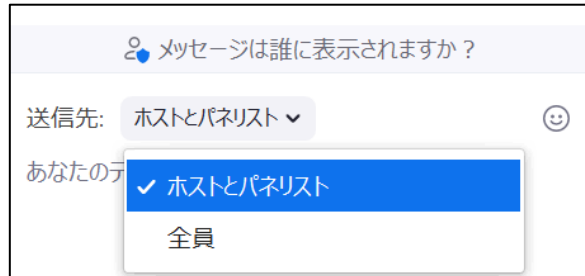 メッセージは誰に表示されますか?
送信先: ホストとパネリスト
あなたのテ
ホストとパネリスト
全員